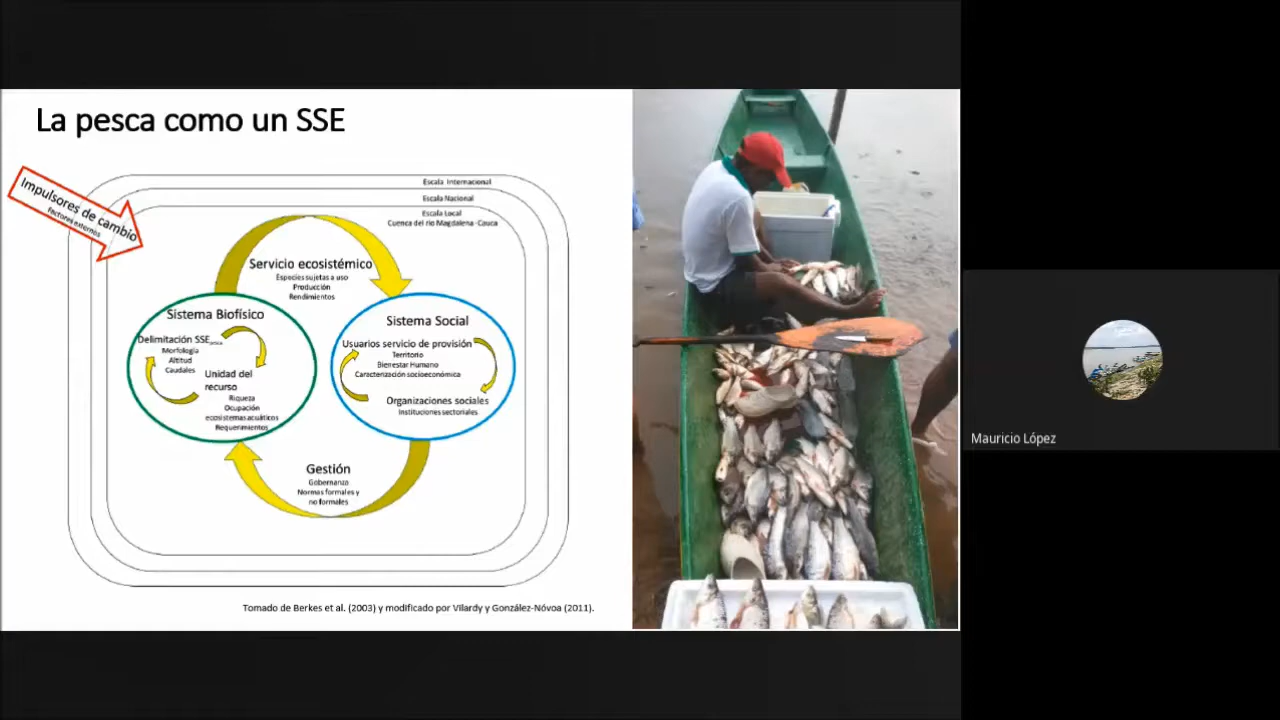 La pesca como un SSE
Impulsores de cambio
Factores externos
Escala Internacional
Escala Nacional
Escala Local
Cuenca del río Magdalena -Cauca
Servicio ecosistémico
Especies sujetas a uso
Producción
Rendimientos
Sistema Biofísico
Delimitación SSE
Morfología
Altitud
Caudales
Unidad del
recurso
Riqueza
Ocupación
ecosistemas acuáticos
Requerimientos
Sistema Social
Usuarios servicio de provisión
Territorio
Bienestar Humano
Caracterización socioeconómica
Organizaciones sociales
Instituciones sectoriales
Gestión
Gobernanza
Normas formales y
no formales
Tomado de Berkes et al. (2003) y modificado por Vilardy y González-Nóvoa (2011).
Mauricio López